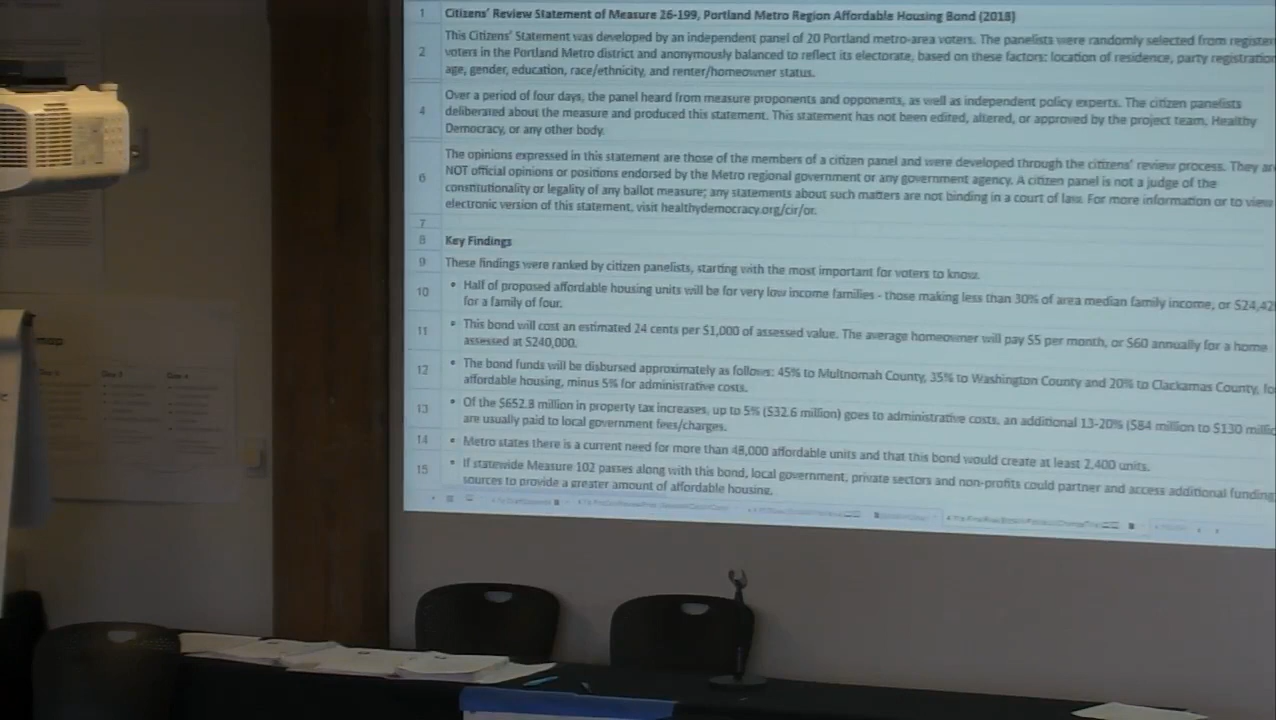 1 Citizens' Review Statement of Measure 26-199, Portland Metro Region Affordable Housing Bond (2018)
This Citizens' Statement was developed by an independent panel of 20 Portland metro-area voters. The panelists were randomly selected from register
2 voters in the Portland Metro district and anonymously balanced to reflect its electorate, based on these factors: location of residence, party registration
age, gender, education, race/ethnicity, and renter/homeowner status.
Over a period of four days, the panel heard from measure proponents and opponents, as well as independent policy experts. The citizen panelists
4 deliberated about the measure and produced this statement. This statement has not been edited, altered, or approved by the project team, Healthy
Democracy, or any other body.
The opinions expressed in this statement are those of the members of a citizen panel and were developed through the citizens' review process. They ar
6 NOT official opinions or positions endorsed by the Metro regional government or any government agency. A citizen panel is not a judge of the
constitutionality or legality of any ballot measure; any statements about such matters are not binding in a court of law. For more information or to view
electronic version of this statement, visit healthydemocracy.org/cir/or.
7
8 Key Findings
9 These findings were ranked by citizen panelists, starting with the most important for voters to know.
10 • Half of proposed affordable housing units will be for very low income families - those making less than 30% of area median family income, or $24,42
for a family of four.
11 • This bond will cost an estimated 24 cents per $1,000 of assessed value. The average homeowner will pay $5 per month, or $60 annually for a home
assessed at $240,000.
12 • The bond funds will be disbursed approximately as follows: 45% to Multnomah County, 35% to Washington County and 20% to Clackamas County, fo
affordable housing, minus 5% for administrative costs.
13 • Of the $652.8 million in property tax increases, up to 5% ($32.6 million) goes to administrative costs, an additional 13-20% ($84 million to $130 millio
are usually paid to local government fees/charges.
14 • Metro states there is a current need for more than 48,000 affordable units and that this bond would create at least 2,400 units.
15 • If statewide Measure 102 passes along with this bond, local government, private sectors and non-profits could partner and access additional funding
sources to provide a greater amount of affordable housing.
map
Day 3
Day 4